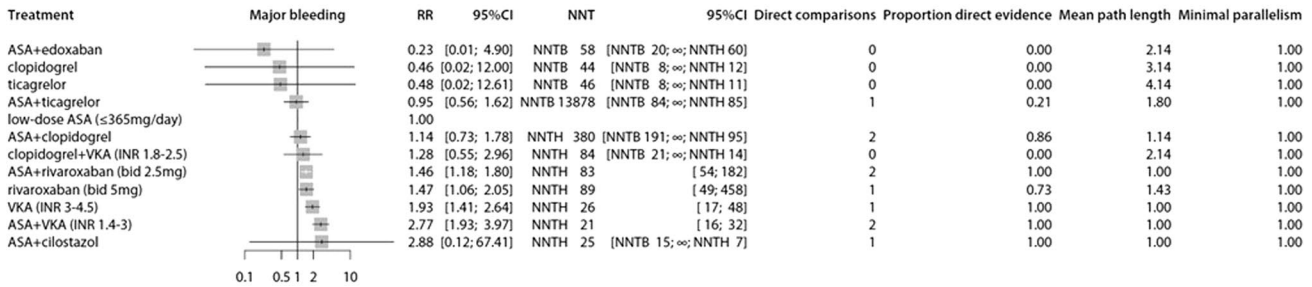 Treatment Major bleeding RR 95%CI NNT 95%CI Direct comparisons Proportion direct evidence Mean path length Minimal parallelism
ASA+edoxaban 0.23 [0.01; 4.90] NNTB 58 [NNTB 20; ∞; NNTH 60] 0 0.00 2.14 1.00
clopidogrel 0.46 [0.02; 12.00] NNTB 44 [NNTB 8; ∞; NNTH 12] 0 0.00 3.14 1.00
ticagrelor 0.48 [0.02; 12.61] NNTB 46 [NNTB 8; ∞; NNTH 11] 0 0.00 4.14 1.00
ASA+ticagrelor 0.95 [0.56; 1.62] NNTB 13878 [NNTB 84; ∞; NNTH 85] 1 0.21 1.80 1.00
low-dose ASA (≤365mg/day) 1.00
ASA+clopidogrel 1.14 [0.73; 1.78] NNTH 380 [NNTB 191; ∞; NNTH 95] 2 0.86 1.14 1.00
clopidogrel+VKA (INR 1.8-2.5) 1.28 [0.55; 2.96] NNTH 84 [NNTB 21; ∞; NNTH 14] 0 0.00 2.14 1.00
ASA+rivaroxaban (bid 2.5mg) 1.46 [1.18; 1.80] NNTH 83 [ 54; 182] 2 1.00 1.00 1.00
rivaroxaban (bid 5mg) 1.47 [1.06; 2.05] NNTH 89 [ 49; 458] 1 0.73 1.43 1.00
VKA (INR 3-4.5) 1.93 [1.41; 2.64] NNTH 26 [ 17; 48] 1 1.00 1.00 1.00
ASA+VKA (INR 1.4-3) 2.77 [1.93; 3.97] NNTH 21 [ 16; 32] 2 1.00 1.00 1.00
ASA+cilostazol 2.88 [0.12; 67.41] NNTH 25 [NNTB 15; ∞; NNTH 7] 1 1.00 1.00 1.00
0.1 0.5 1 2 10